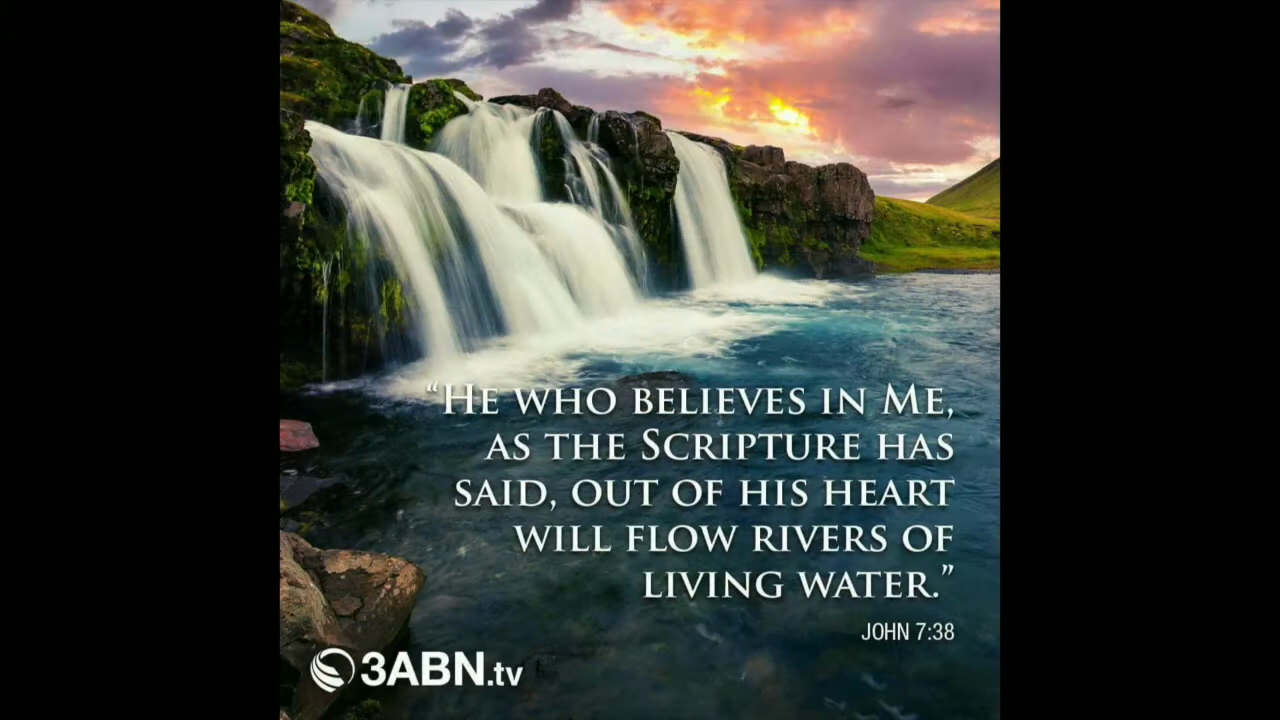 “He who believes in Me,
as the Scripture has
said, out of his heart
will flow rivers of
living water.”
JOHN 7:38
3ABN.tv